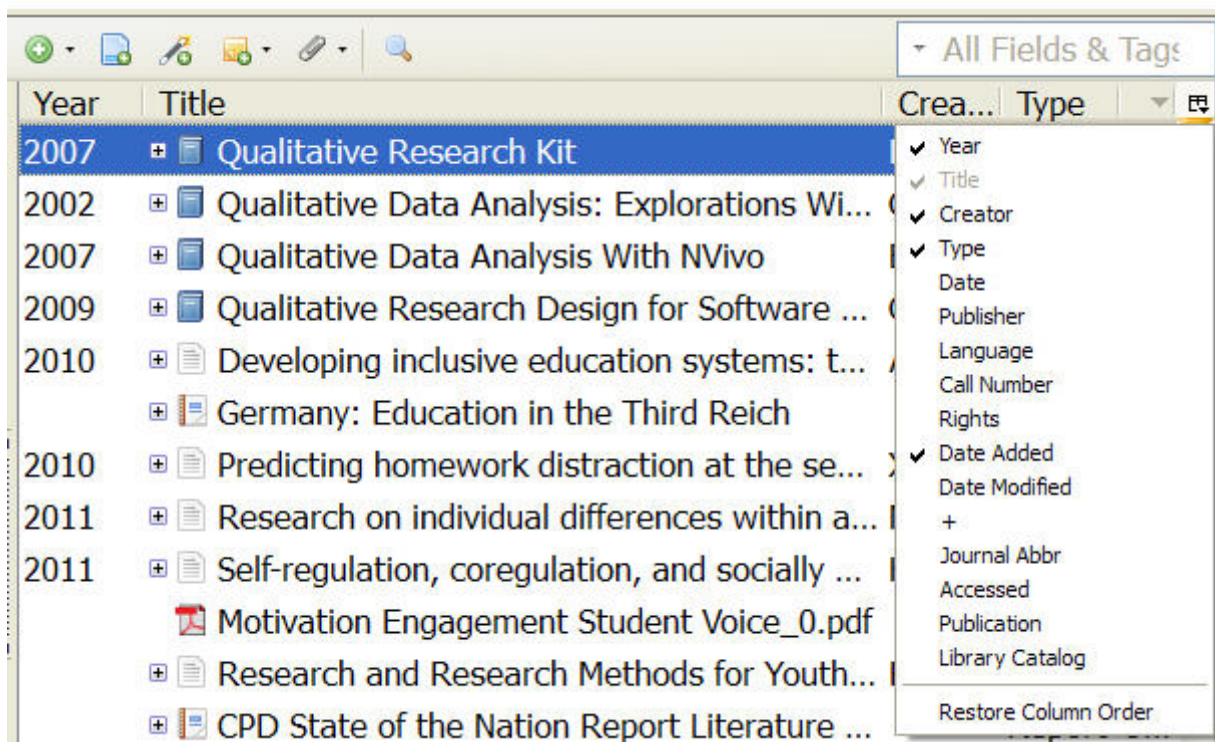 All Fields & Tags
Year Title Crea... Type
2007 Qualitative Research Kit
2002 Qualitative Data Analysis: Explorations Wi...
2007 Qualitative Data Analysis With NVivo
2009 Qualitative Research Design for Software ...
2010 Developing inclusive education systems: t...
Germany: Education in the Third Reich
2010 Predicting homework distraction at the se...
2011 Research on individual differences within a...
2011 Self-regulation, coregulation, and socially ...
Motivation Engagement Student Voice_0.pdf
Research and Research Methods for Youth...
CPD State of the Nation Report Literature ...
Year
Title
Creator
Type
Date
Publisher
Language
Call Number
Rights
Date Added
Date Modified
+
Journal Abbr
Accessed
Publication
Library Catalog
Restore Column Order